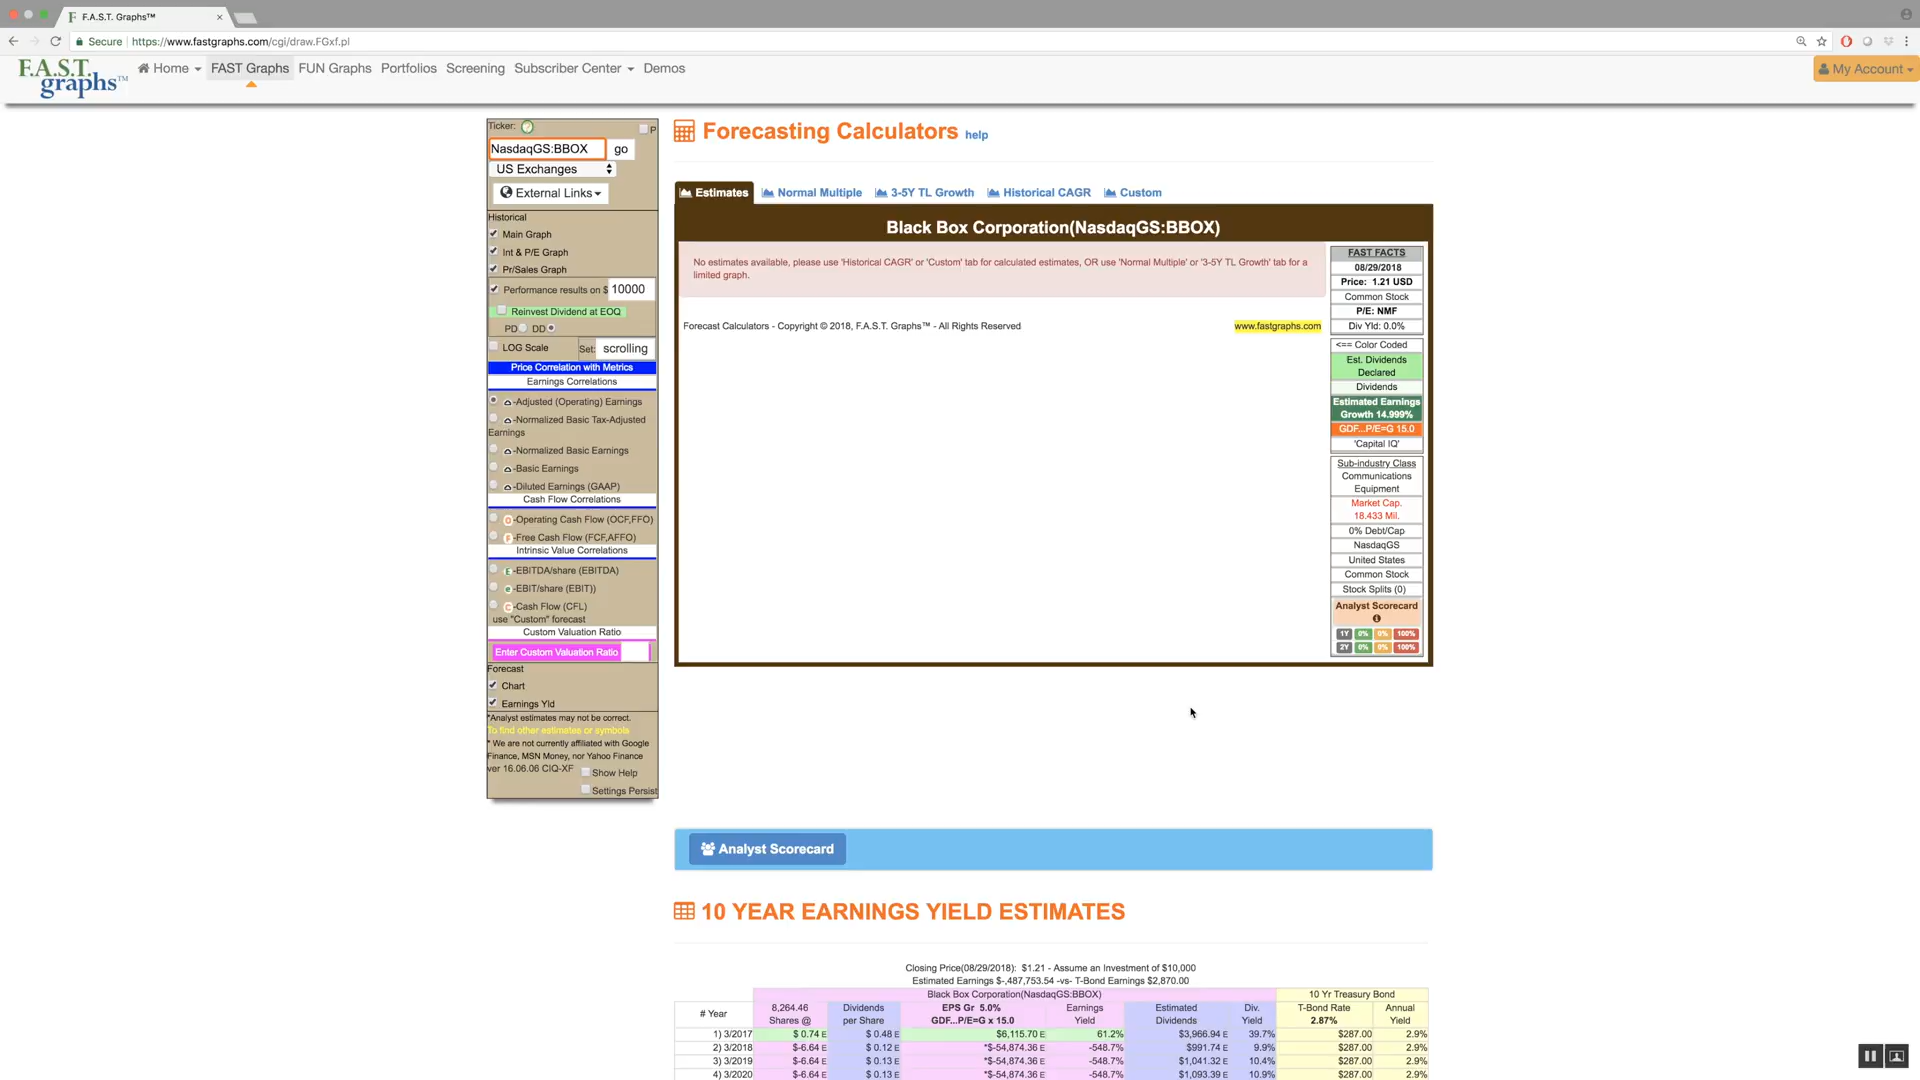 F.A.S.T. Graphs™
Secure https://www.fastgraphs.com/cgi/draw.FGxf.pl
F.A.S.T. graphs™
Home FAST Graphs FUN Graphs Portfolios Screening Subscriber Center Demos
My Account
Ticker: P
NasdaqGS:BBOX go
US Exchanges
External Links
Historical
Main Graph
Int & P/E Graph
Pr/Sales Graph
Performance results on $ 10000
Reinvest Dividend at EOQ
PD DD
LOG Scale Set: scrolling
Price Correlation with Metrics
Earnings Correlations
-Adjusted (Operating) Earnings
-Normalized Basic Tax-Adjusted
Earnings
-Normalized Basic Earnings
-Basic Earnings
-Diluted Earnings (GAAP)
Cash Flow Correlations
O-Operating Cash Flow (OCF,FFO)
F-Free Cash Flow (FCF,AFFO)
Intrinsic Value Correlations
E-EBITDA/share (EBITDA)
e-EBIT/share (EBIT))
C-Cash Flow (CFL)
use "Custom" forecast
Custom Valuation Ratio
Enter Custom Valuation Ratio
Forecast
Chart
Earnings Yld
*Analyst estimates may not be correct.
To find other estimates or symbols
* We are not currently affiliated with Google
Finance, MSN Money, nor Yahoo Finance
ver 16.06.06 CIQ-XF Show Help
Settings Persist
Forecasting Calculators help
Estimates Normal Multiple 3-5Y TL Growth Historical CAGR Custom
Black Box Corporation(NasdaqGS:BBOX)
No estimates available, please use 'Historical CAGR' or 'Custom' tab for calculated estimates, OR use 'Normal Multiple' or '3-5Y TL Growth' tab for a
limited graph.
Forecast Calculators - Copyright © 2018, F.A.S.T. Graphs™ - All Rights Reserved www.fastgraphs.com
FAST FACTS
08/29/2018
Price: 1.21 USD
Common Stock
P/E: NMF
Div Yld: 0.0%
<== Color Coded
Est. Dividends
Declared
Dividends
Estimated Earnings
Growth 14.999%
GDF...P/E=G 15.0
'Capital IQ'
Sub-industry Class
Communications
Equipment
Market Cap.
18.433 Mil.
0% Debt/Cap
NasdaqGS
United States
Common Stock
Stock Splits (0)
Analyst Scorecard
1Y 0% 0% 100%
2Y 0% 0% 100%
Analyst Scorecard
10 YEAR EARNINGS YIELD ESTIMATES
Closing Price(08/29/2018): $1.21 - Assume an Investment of $10,000
Estimated Earnings $-,487,753.54 -vs- T-Bond Earnings $2,870.00
Black Box Corporation(NasdaqGS:BBOX) 10 Yr Treasury Bond
# Year 8,264.46 Shares @ Dividends per Share EPS Gr 5.0% GDF...P/E=G x 15.0 Earnings Yield Estimated Dividends Div. Yield T-Bond Rate 2.87% Annual Yield
1) 3/2017 $ 0.74 E $ 0.48 E $6,115.70 E 61.2% $3,966.94 E 39.7% $287.00 2.9%
2) 3/2018 $-6.64 E $ 0.12 E *$-54,874.36 E -548.7% $991.74 E 9.9% $287.00 2.9%
3) 3/2019 $-6.64 E $ 0.13 E *$-54,874.36 E -548.7% $1,041.32 E 10.4% $287.00 2.9%
4) 3/2020 $-6.64 E $ 0.13 E *$-54,874.36 E -548.7% $1,093.39 E 10.9% $287.00 2.9%